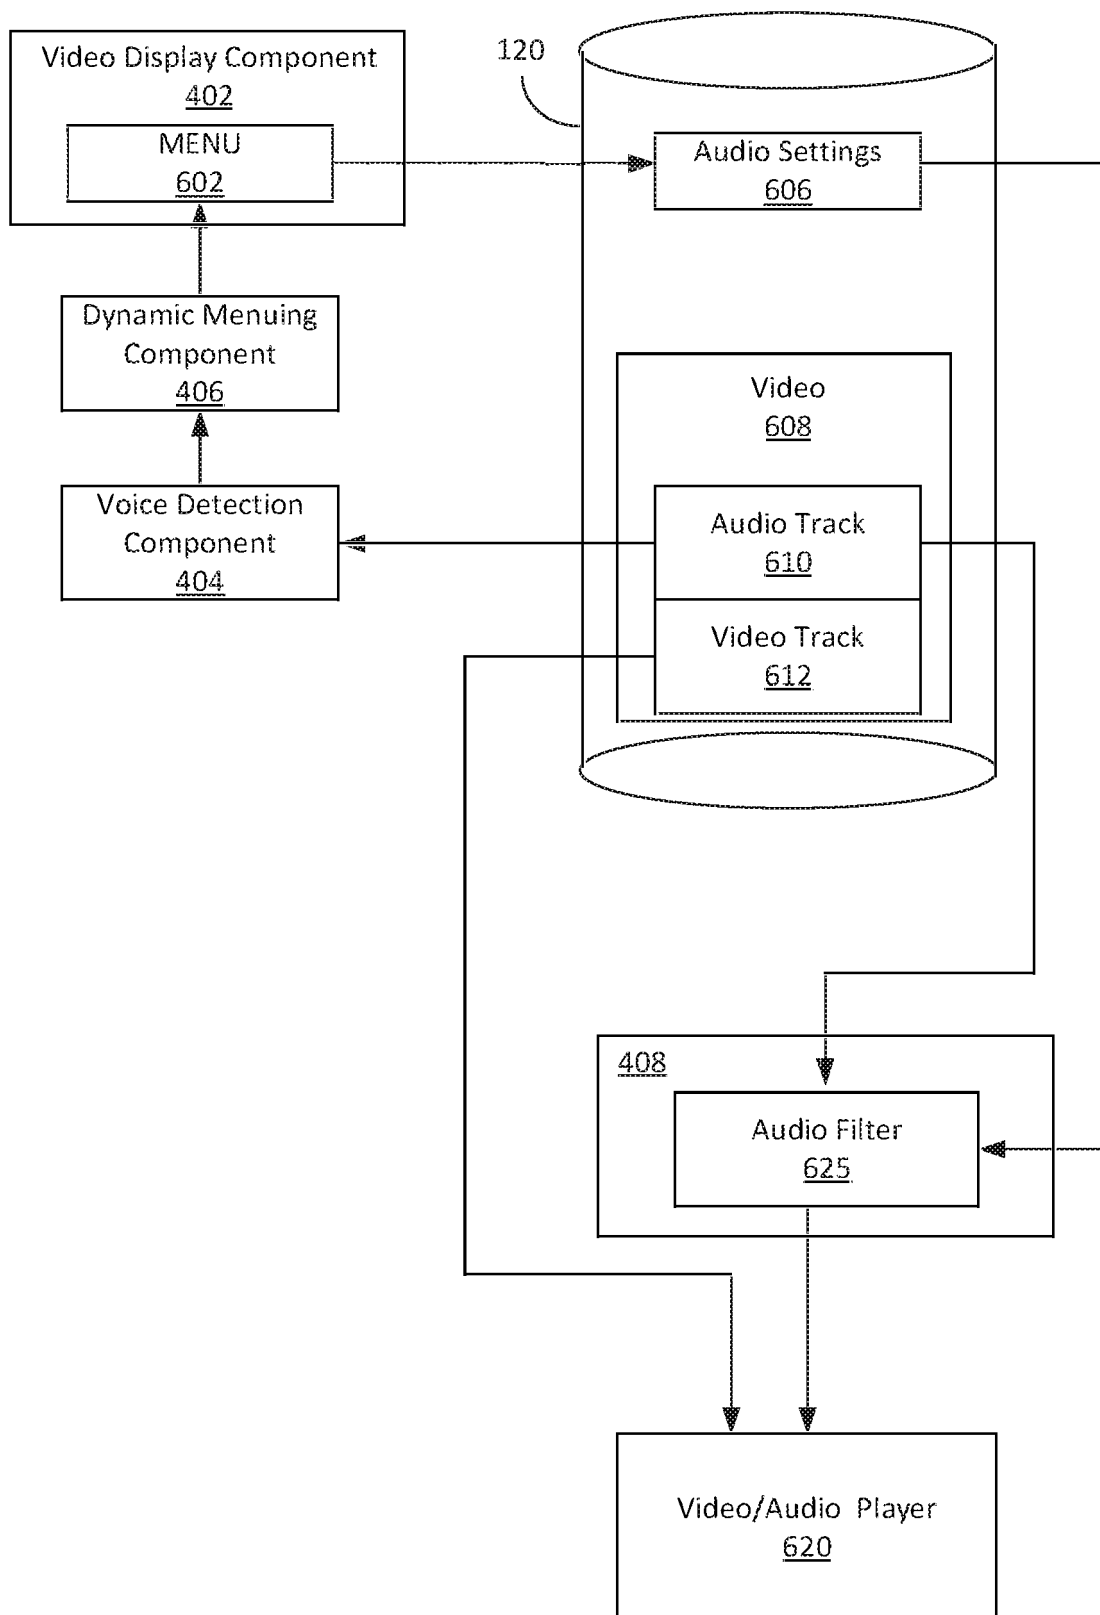 Video Display Component
402
MENU
602
120
Audio Settings
606
Dynamic Menuing
Component
406
Video
608
Voice Detection
Component
404
Audio Track
610
Video Track
612
408
Audio Filter
625
Video/Audio Player
620